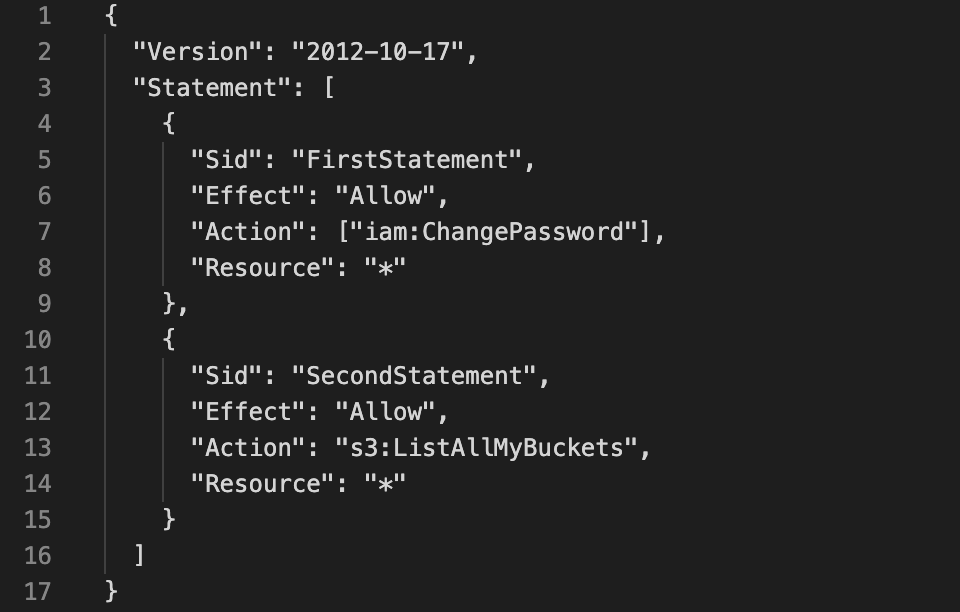 1 {
2 "Version": "2012-10-17",
3 "Statement": [
4 {
5 "Sid": "FirstStatement",
6 "Effect": "Allow",
7 "Action": ["iam:ChangePassword"],
8 "Resource": "*"
9 },
10 {
11 "Sid": "SecondStatement",
12 "Effect": "Allow",
13 "Action": "s3:ListAllMyBuckets",
14 "Resource": "*"
15 }
16 ]
17 }